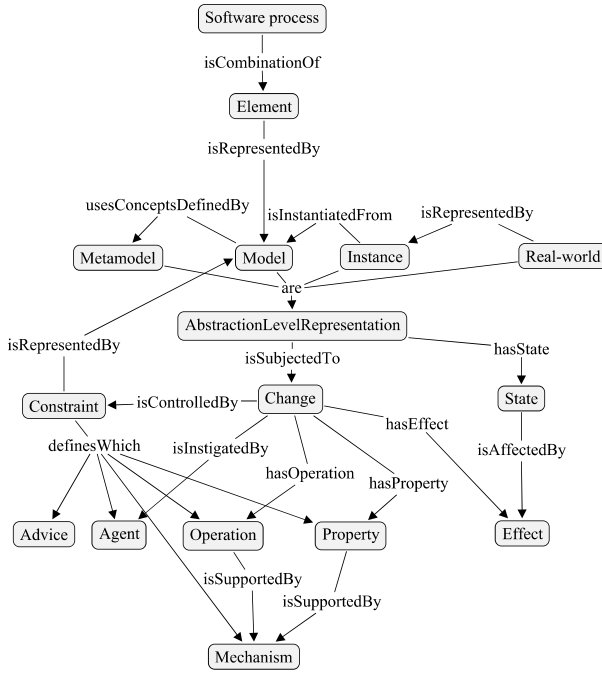 Software process
isCombinationOf
Element
isRepresentedBy
usesConceptsDefinedBy
isInstantiatedFrom
isRepresentedBy
Metamodel
Model
Instance
Real-world
are
AbstractionLevelRepresentation
isRepresentedBy
isSubjectedTo
hasState
Constraint
isControlledBy
Change
State
definesWhich
isInstigatedBy
hasEffect
isAffectedBy
hasOperation
hasProperty
Advice
Agent
Operation
Property
Effect
isSupportedBy
isSupportedBy
Mechanism